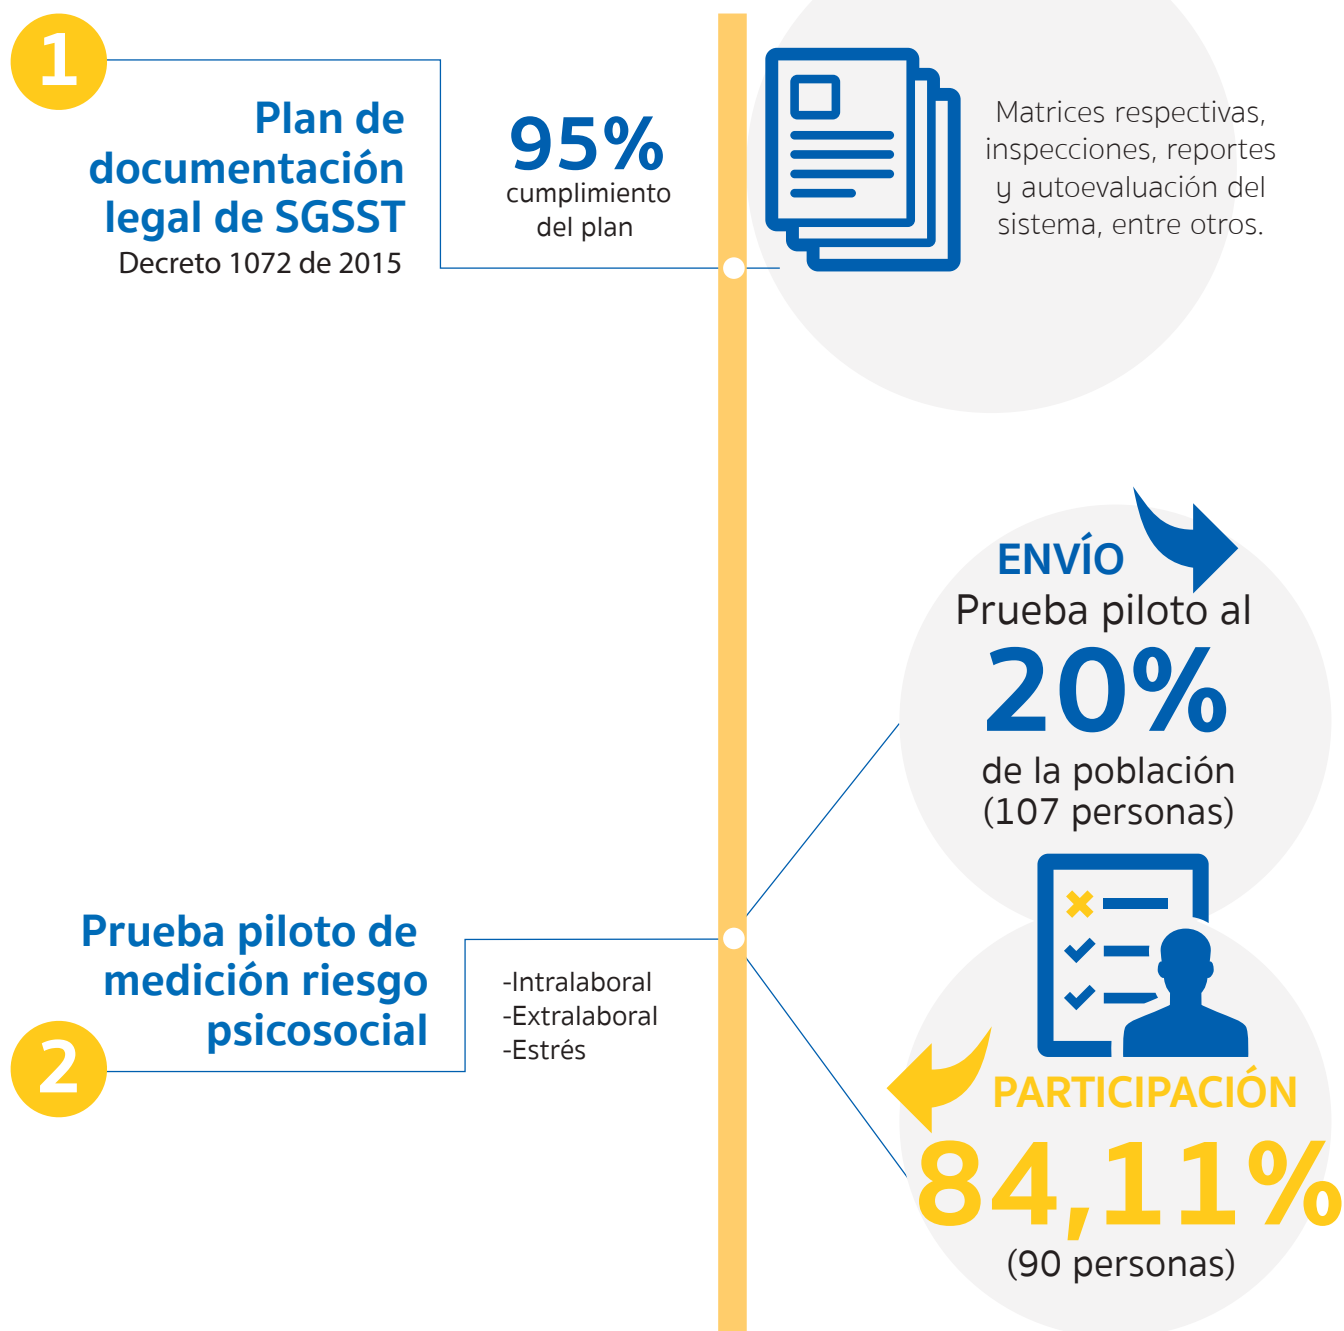 1
Plan de
documentación
legal de SGSST
Decreto 1072 de 2015
95%
cumplimiento
del plan
Matrices respectivas,
inspecciones, reportes
y autoevaluación del
sistema, entre otros.
2
Prueba piloto de
medición riesgo
psicosocial
-Intralaboral
-Extralaboral
-Estrés
ENVÍO
Prueba piloto al
20%
de la población
(107 personas)
PARTICIPACIÓN
84,11%
(90 personas)